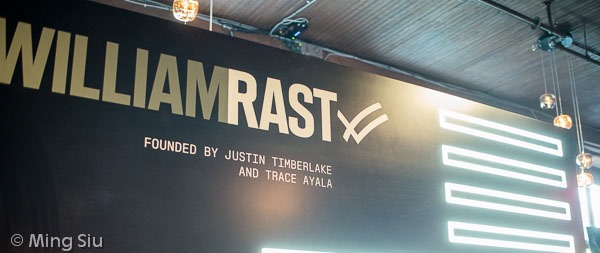 WILLIAMRAST
FOUNDED BY JUSTIN TIMBERLAKE
AND TRACE AYALA
© Ming Siu